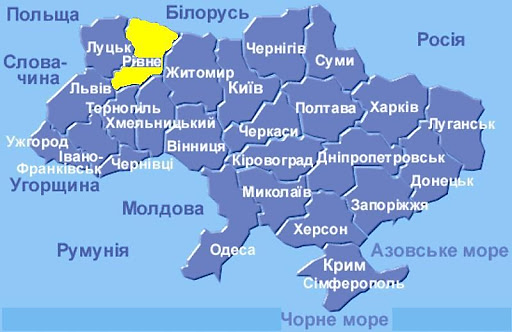 Польща
Білорусь
Росія
Словa-
чина
Луцьк
Рівне
Житомир
Київ
Чернігів
Суми
Львів
Тернопіль
Хмельницький
Вінниця
Черкаси
Полтава
Харків
Луганськ
Ужгород
Івано-
Франківськ
Чернівці
Кіровоград
Дніпропетровськ
Донецьк
Угорщина
Молдова
Миколаїв
Запоріжжя
Херсон
Румунія
Одеса
Азовське море
Крим
Сімферополь
Чорне море